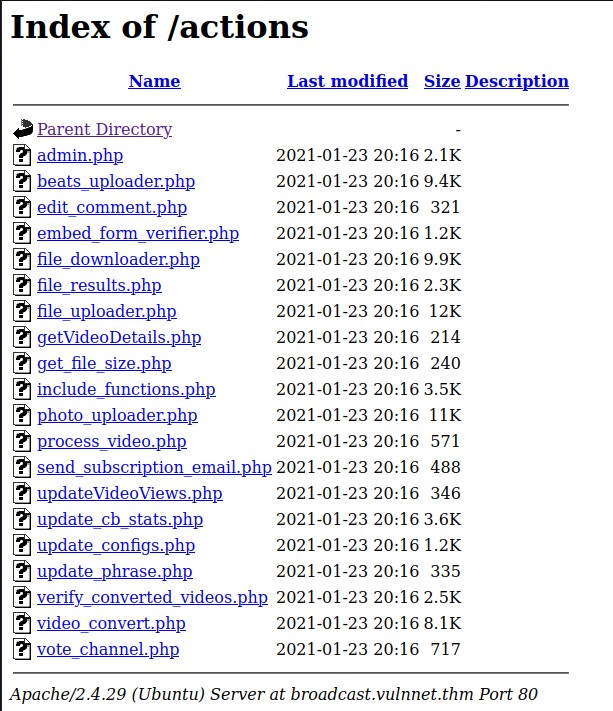 Index of /actions
Name Last modified Size Description
Parent Directory -
admin.php 2021-01-23 20:16 2.1K
beats_uploader.php 2021-01-23 20:16 9.4K
edit_comment.php 2021-01-23 20:16 321
embed_form_verifier.php 2021-01-23 20:16 1.2K
file_downloader.php 2021-01-23 20:16 9.9K
file_results.php 2021-01-23 20:16 2.3K
file_uploader.php 2021-01-23 20:16 12K
getVideoDetails.php 2021-01-23 20:16 214
get_file_size.php 2021-01-23 20:16 240
include_functions.php 2021-01-23 20:16 3.5K
photo_uploader.php 2021-01-23 20:16 11K
process_video.php 2021-01-23 20:16 571
send_subscription_email.php 2021-01-23 20:16 488
updateVideoViews.php 2021-01-23 20:16 346
update_cb_stats.php 2021-01-23 20:16 3.6K
update_configs.php 2021-01-23 20:16 1.2K
update_phrase.php 2021-01-23 20:16 335
verify_converted_videos.php 2021-01-23 20:16 2.5K
video_convert.php 2021-01-23 20:16 8.1K
vote_channel.php 2021-01-23 20:16 717
Apache/2.4.29 (Ubuntu) Server at broadcast.vulnnet.thm Port 80